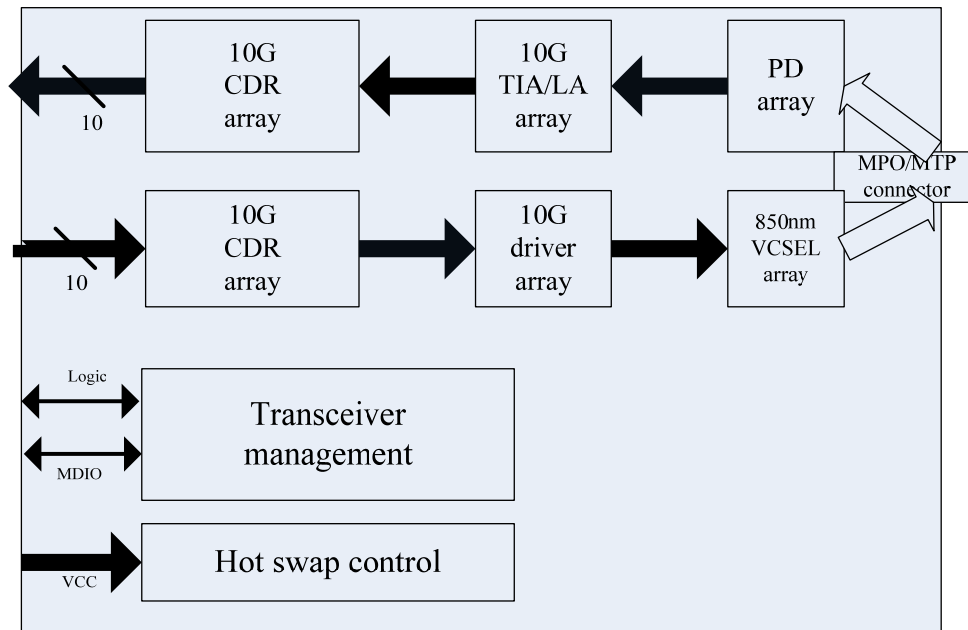 10G
CDR
array
10G
TIA/LA
array
PD
array
10
MPO/MTP
connector
10G
CDR
array
10G
driver
array
850nm
VCSEL
array
10
Logic
MDIO
Transceiver
management
VCC
Hot swap control